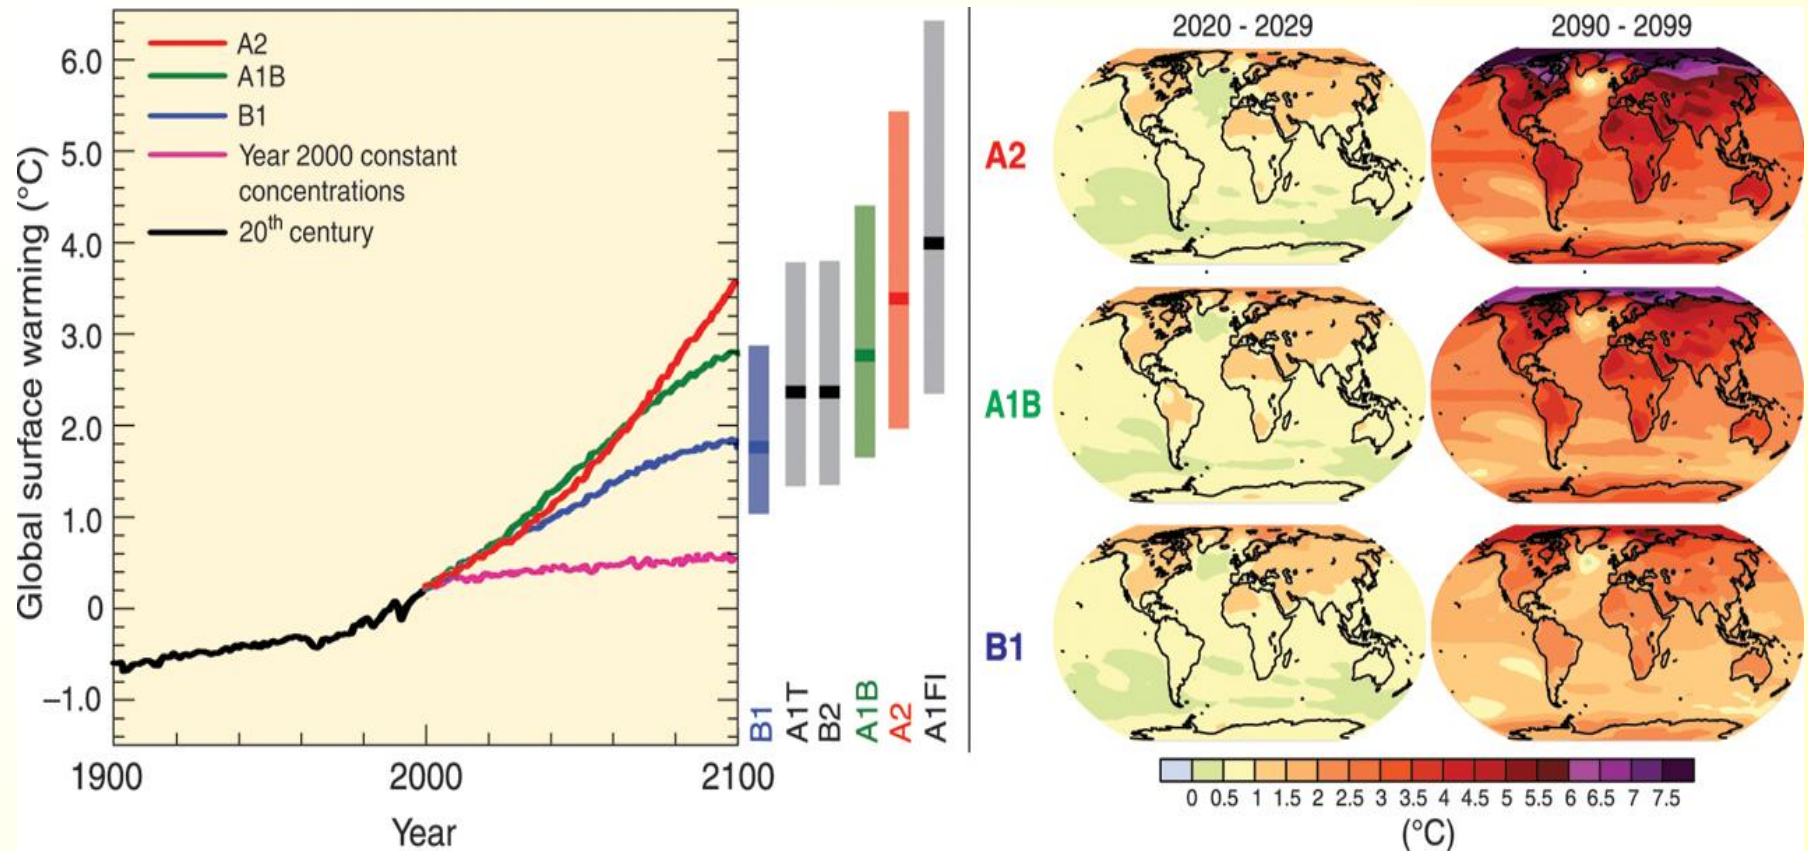 Global surface warming (°C)
6.0
5.0
4.0
3.0
2.0
1.0
0
–1.0
A2
A1B
B1
Year 2000 constant
concentrations
20th century
1900 2000 2100
Year
B1
A1T
B2
A1B
A2
A1FI
2020 - 2029 2090 - 2099
A2
A1B
B1
0 0.5 1 1.5 2 2.5 3 3.5 4 4.5 5 5.5 6 6.5 7 7.5
(°C)